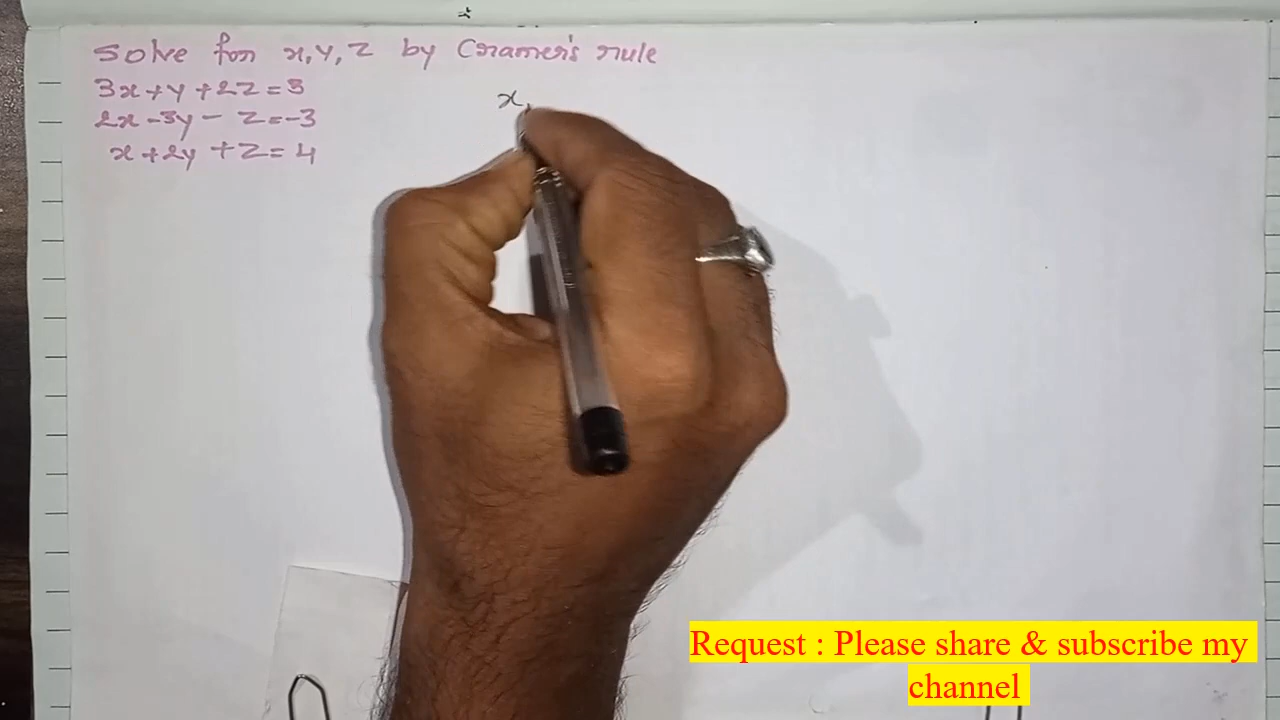 Solve for x, y, z by Cramer's rule
3x + y + 2z = 3
2x - 3y - z = -3
x + 2y + z = 4
x,
Request : Please share & subscribe my
channel